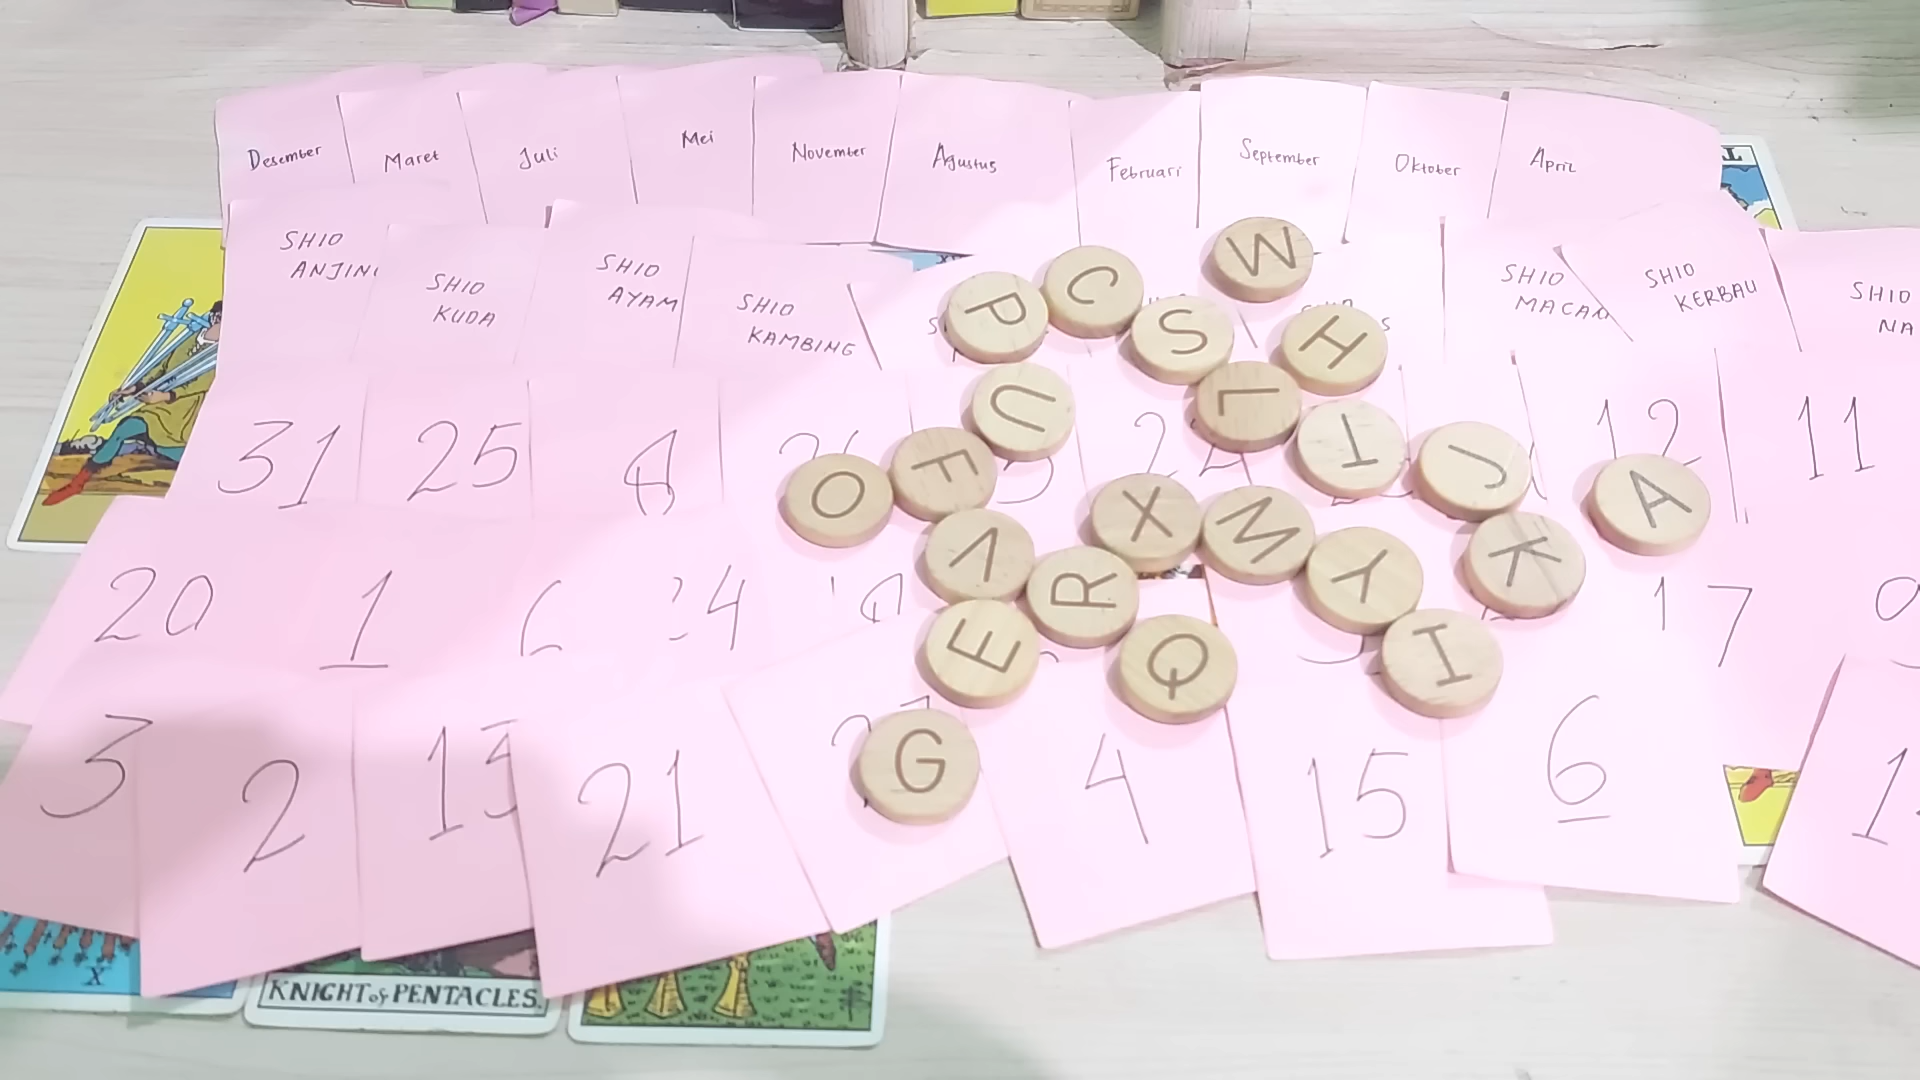 Desember
Maret
Juli
Mei
November
Agustus
Februari
September
Oktober
April
SHIO
ANJING
SHIO
KUDA
SHIO
AYAM
SHIO
KAMBING
SHIO
MACAN
SHIO
KERBAU
SHIO
NA
W
C
P
S
H
L
U
T
J
F
O
A
X
M
V
K
Y
R
E
I
Q
G
31
25
8
12
11
20
1
17
3
2
21
4
15
6
X
KNIGHT of PENTACLES.